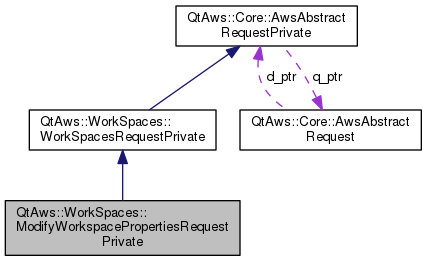 QtAws::Core::AwsAbstract
RequestPrivate
d_ptr
q_ptr
QtAws::WorkSpaces::
WorkSpacesRequestPrivate
QtAws::Core::AwsAbstract
Request
QtAws::WorkSpaces::
ModifyWorkspacePropertiesRequest
Private